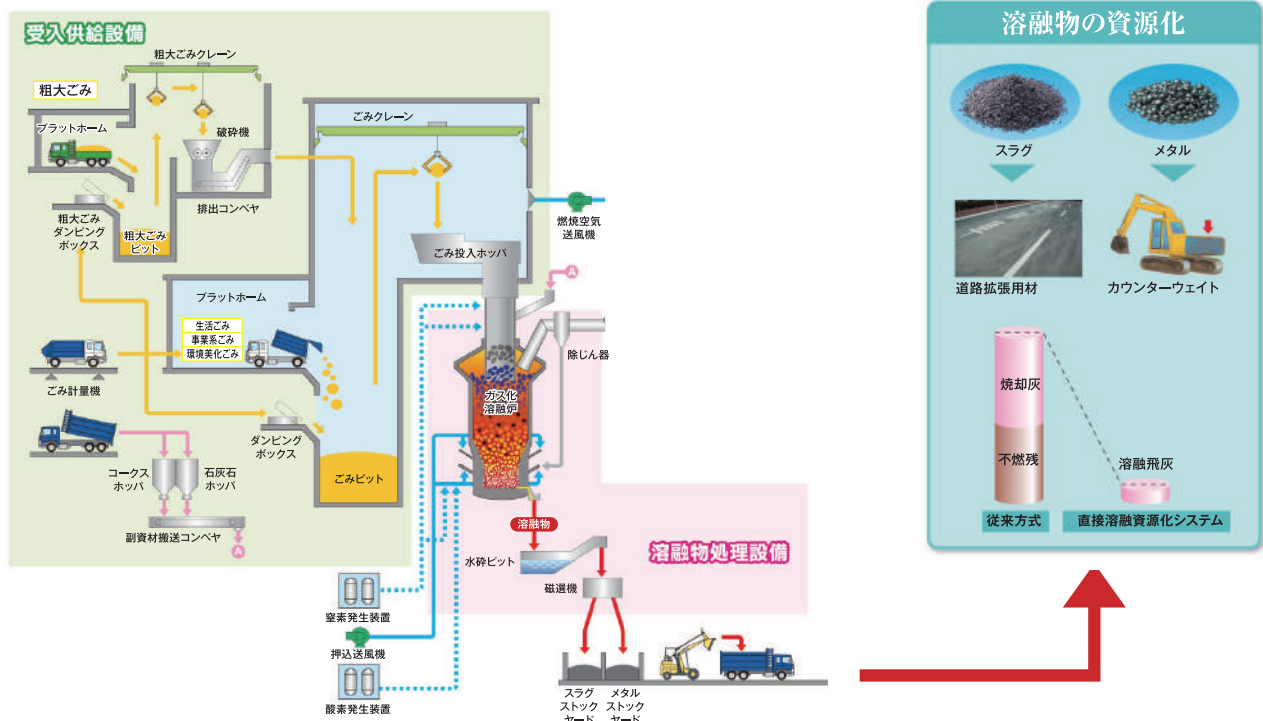 受入供給設備
粗大ごみクレーン
粗大ごみ
プラットホーム
破砕機
排出コンベヤ
粗大ごみ
ダンピング
ボックス
粗大ごみ
ピット
ごみクレーン
燃焼空気
送風機
ごみ投入ホッパ
A
プラットホーム
生活ごみ
事業系ごみ
環境美化ごみ
ごみ計量機
除じん器
ガス化
溶融炉
ダンピング
ボックス
ごみピット
コークス
ホッパ
石灰石
ホッパ
副資材搬送コンベヤ
A
溶融物
溶融物処理設備
水砕ピット
磁選機
窒素発生装置
押込送風機
酸素発生装置
スラグ
ストック
ヤード
メタル
ストック
ヤード
溶融物の資源化
スラグ
メタル
道路拡張用材
カウンターウェイト
焼却灰
不燃残
溶融飛灰
従来方式
直接溶融資源化システム